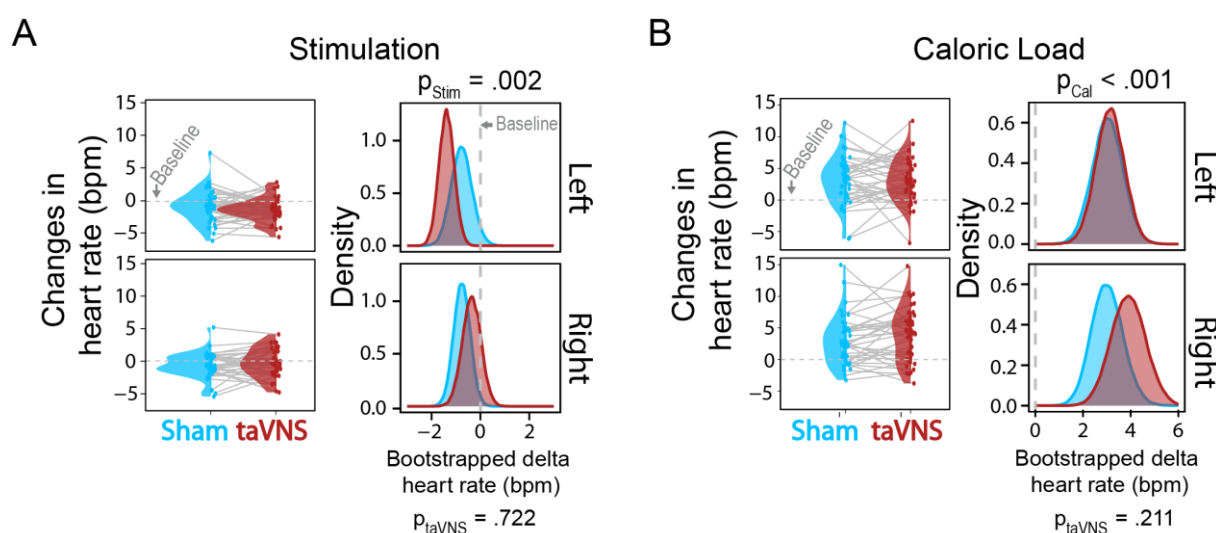 A
Stimulation
p_Stim = .002
Changes in
heart rate (bpm)
15
10
5
0
−5
Baseline
15
10
5
0
−5
Sham taVNS
Density
1.0
0.5
0.0
Baseline
Left
1.0
0.5
0.0
Right
−2 0 2
Bootstrapped delta
heart rate (bpm)
p_taVNS = .722
B
Caloric Load
p_Cal < .001
Changes in
heart rate (bpm)
15
10
5
0
−5
Baseline
15
10
5
0
−5
Sham taVNS
Density
0.6
0.4
0.2
0.0
Left
0.6
0.4
0.2
0.0
Right
0 2 4 6
Bootstrapped delta
heart rate (bpm)
p_taVNS = .211